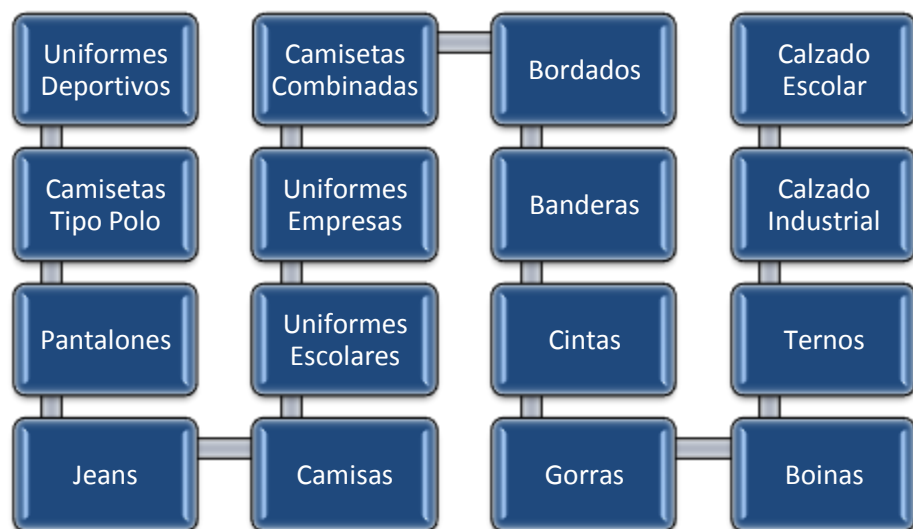 Uniformes
Deportivos
Camisetas
Tipo Polo
Pantalones
Jeans
Camisas
Uniformes
Escolares
Uniformes
Empresas
Camisetas
Combinadas
Bordados
Banderas
Cintas
Gorras
Boinas
Ternos
Calzado
Industrial
Calzado
Escolar